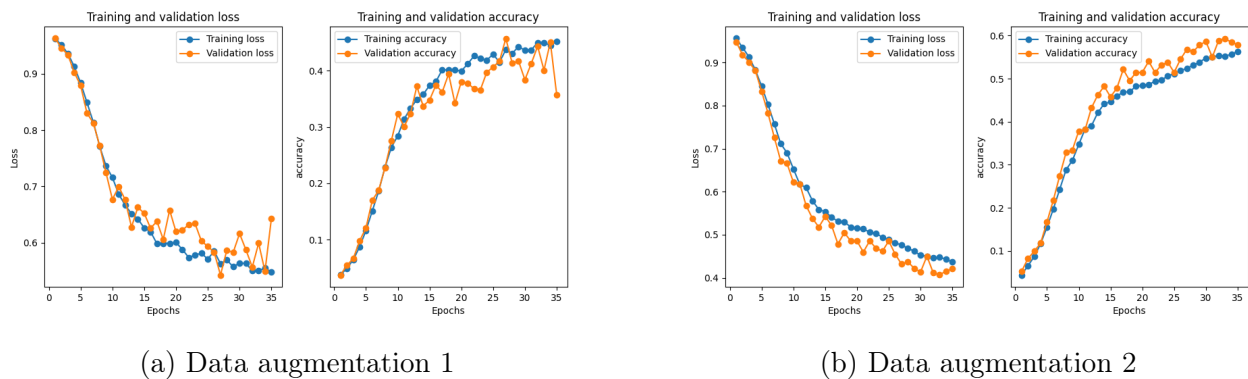 Training and validation loss
Training loss
Validation loss
0.9
0.8
0.7
0.6
Loss
0
5
10
15
20
25
30
35
Epochs
Training and validation accuracy
Training accuracy
Validation accuracy
0.4
0.3
0.2
0.1
accuracy
0
5
10
15
20
25
30
35
Epochs
(a) Data augmentation 1
Training and validation loss
Training loss
Validation loss
0.9
0.8
0.7
0.6
0.5
0.4
Loss
0
5
10
15
20
25
30
35
Epochs
Training and validation accuracy
Training accuracy
Validation accuracy
0.6
0.5
0.4
0.3
0.2
0.1
accuracy
0
5
10
15
20
25
30
35
Epochs
(b) Data augmentation 2